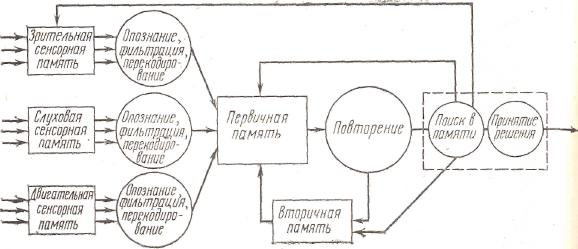 Зрительная
сенсорная
память
Опознание,
фильтрация,
перекодиро-
вание
Слуховая
сенсорная
память
Опознание,
фильтрация,
перекодиро-
вание
Двигательная
сенсорная
память
Опознание,
фильтрация,
перекодиро-
вание
Первичная
память
Повторение
Вторичная
память
Поиск в
памяти
Принятие
решения